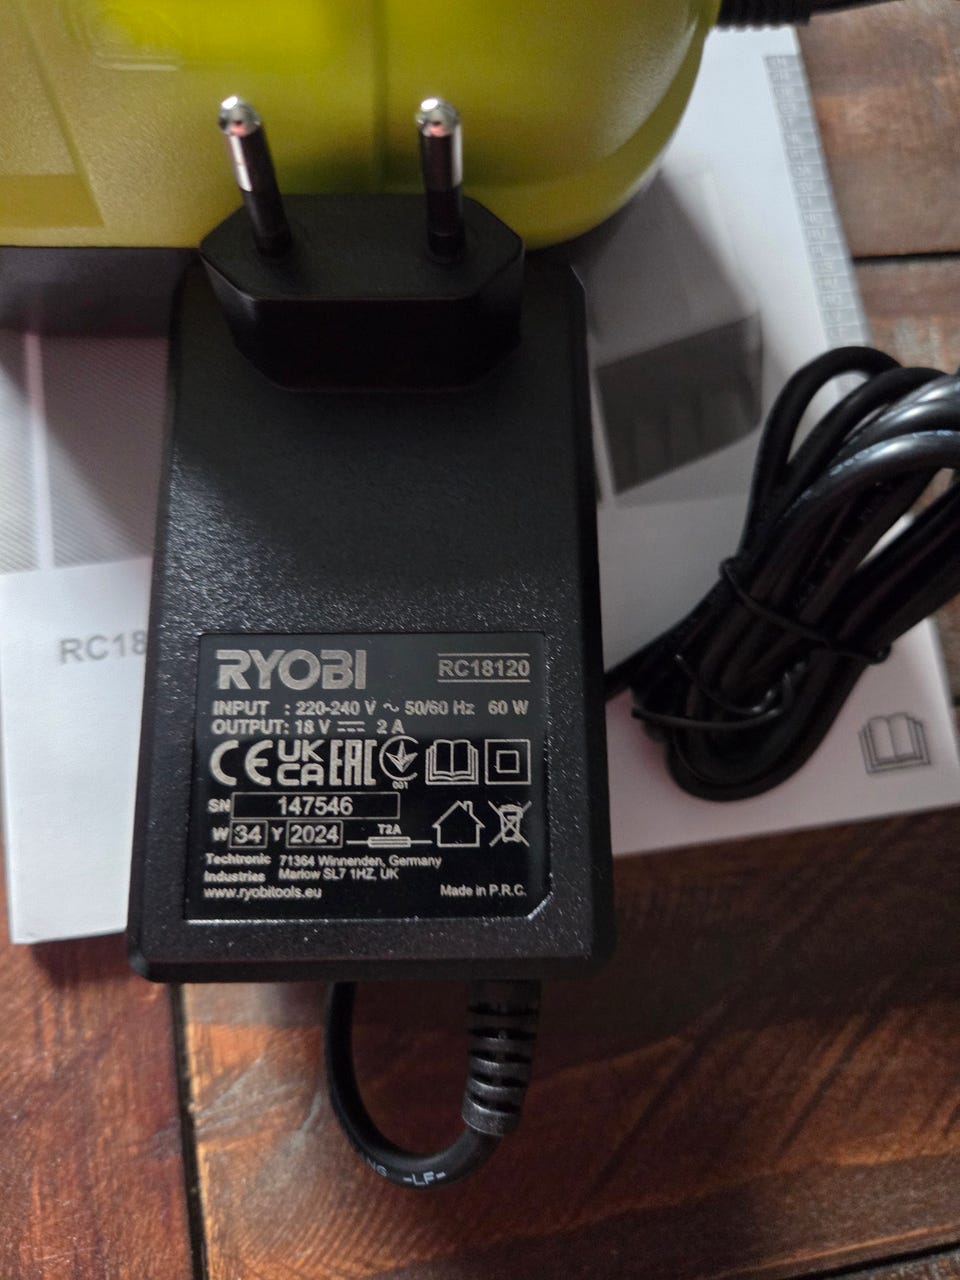 RC18
RYOBI RC18120
INPUT : 220-240 V ~ 50/60 Hz 60 W
OUTPUT: 18 V ⎓ 2 A
CE UK CA EAC
001
SN 147546
W 34 Y 2024 T2A
Techtronic Industries
71364 Winnenden, Germany
Marlow SL7 1HZ, UK
www.ryobitools.eu Made in P.R.C.
-LF-